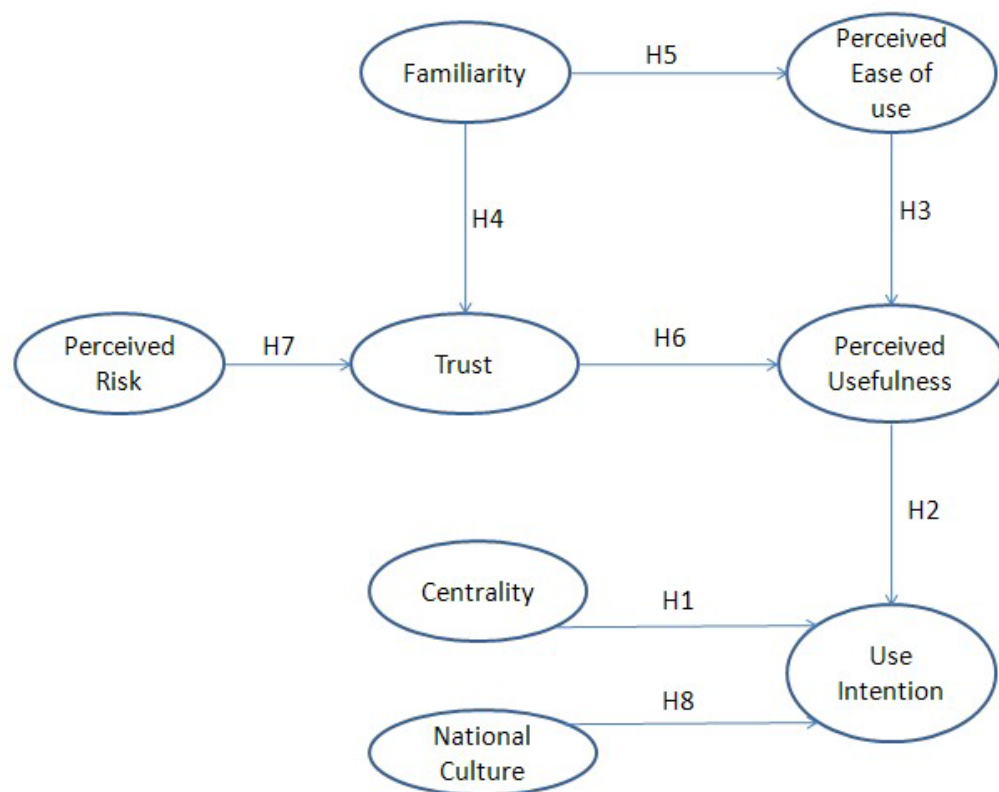 Familiarity
H5
Perceived
Ease of
use
H4
H3
Perceived
Risk
H7
Trust
H6
Perceived
Usefulness
H2
Centrality
H1
Use
Intention
H8
National
Culture